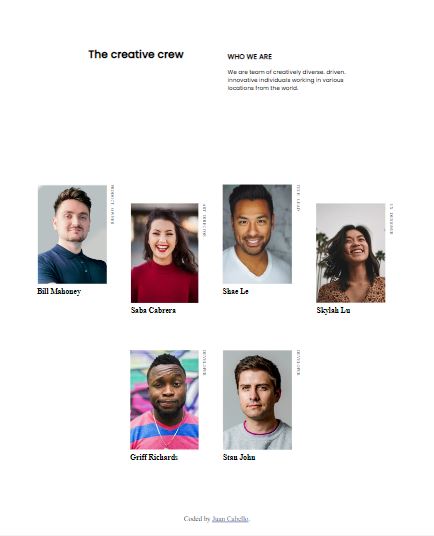 The creative crew
WHO WE ARE
We are team of creatively diverse. driven.
innovative individuals working in various
locations from the world.
PRODUCT OWNER
ART DIRECTOR
TECH LEAD
UX DESIGNER
Bill Mahoney
Saba Cabrera
Shae Le
Skylah Lu
DEVELOPER
DEVELOPER
Griff Richards
Stan John
Coded by Juan Cabello.